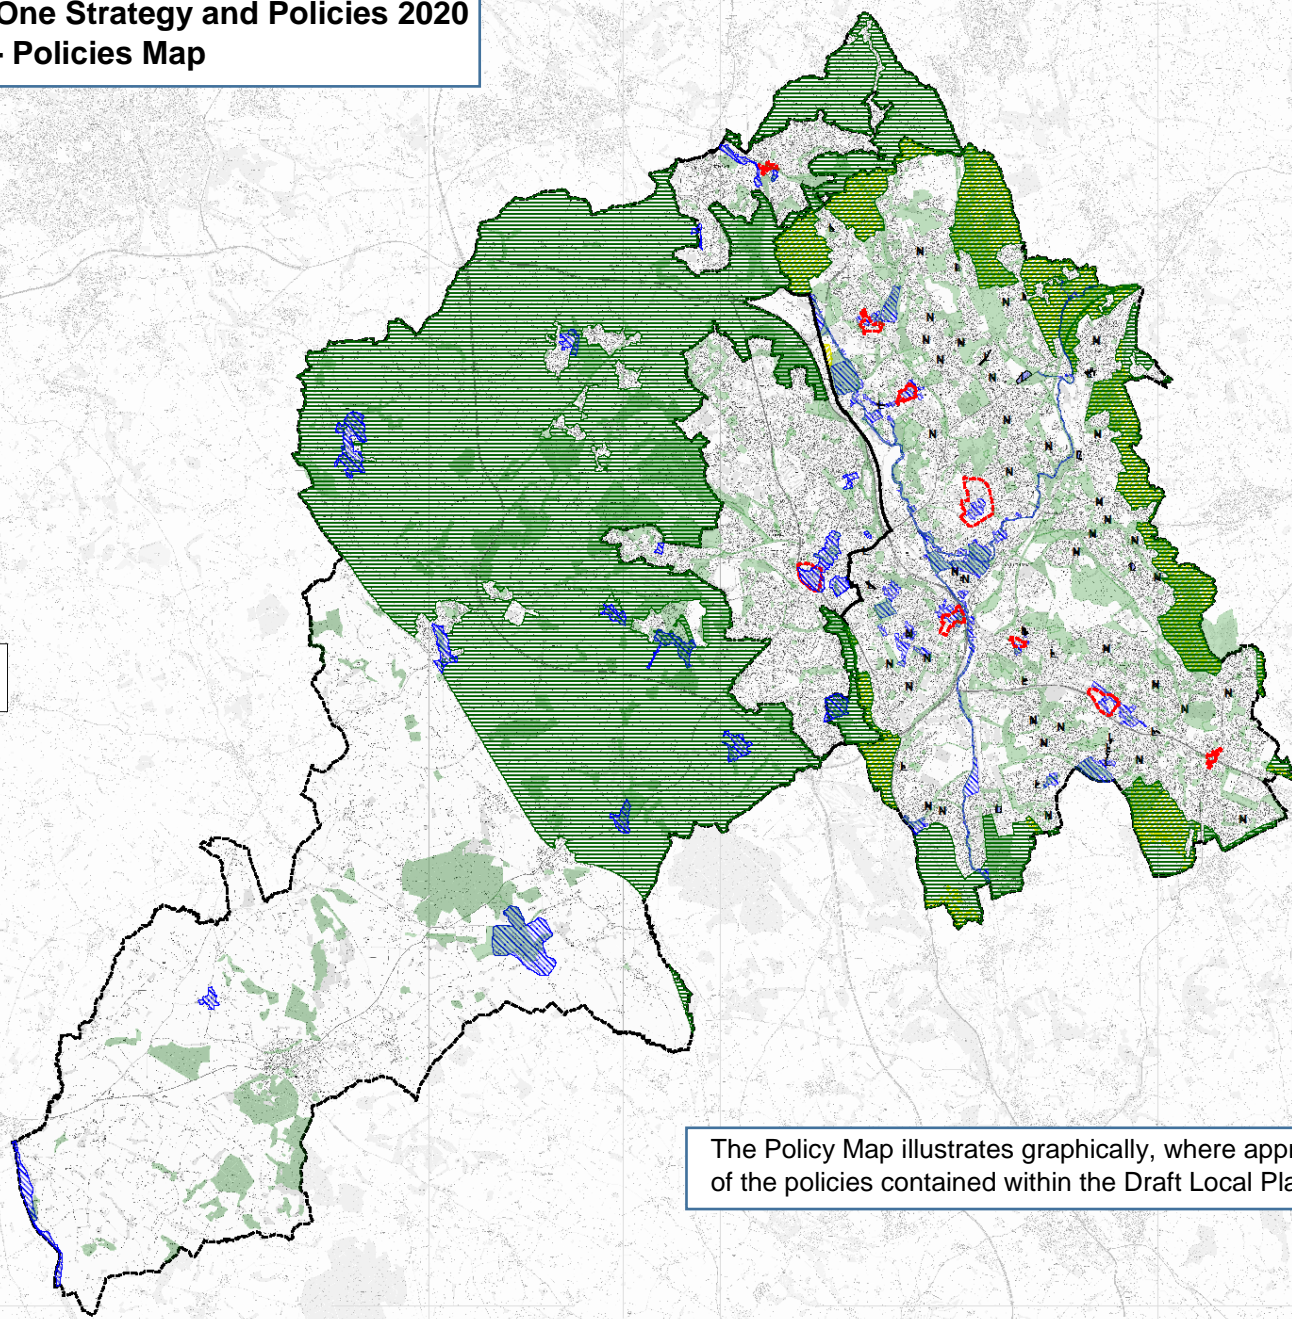 One Strategy and Policies 2020
- Policies Map
The Policy Map illustrates graphically, where appr
of the policies contained within the Draft Local Pla